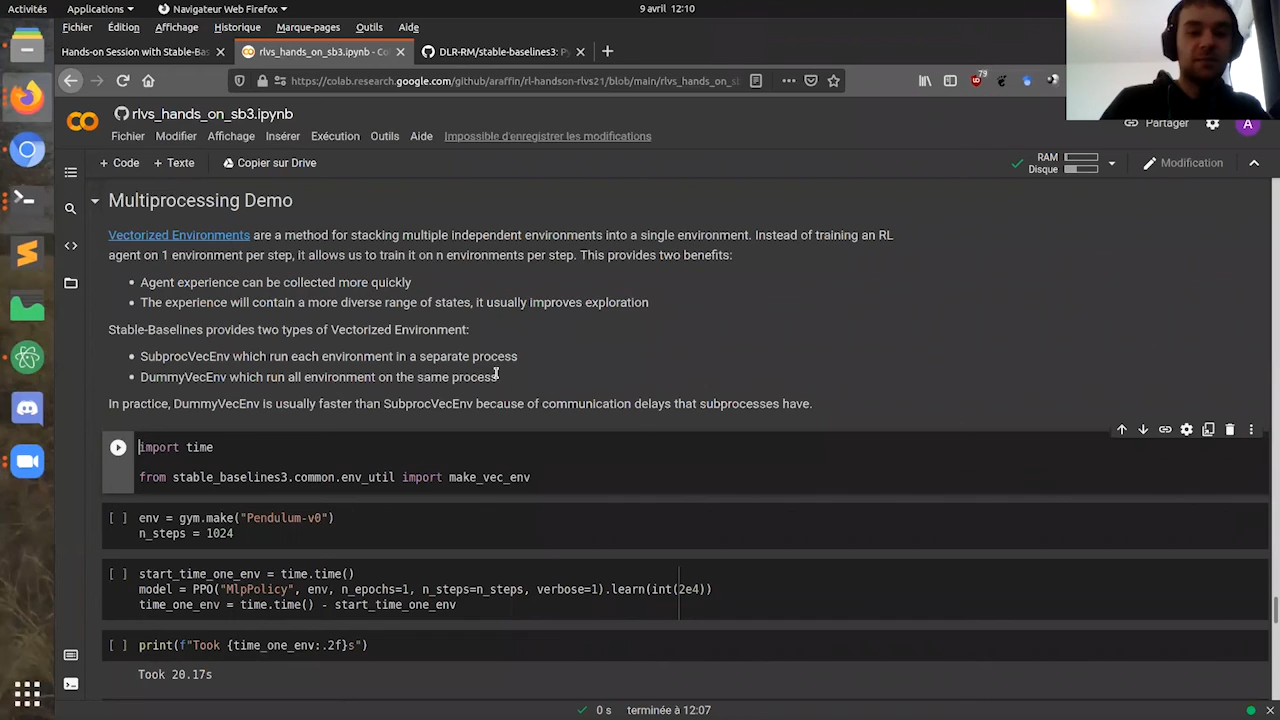 Activités Applications Navigateur Web Firefox 9 avril 12:10
Fichier Édition Affichage Historique Marque-pages Outils Aide
Hands-on Session with Stable-Bas rlvs_hands_on_sb3.ipynb - Co DLR-RM/stable-baselines3: Py
https://colab.research.google.com/github/araffin/rl-handson-rlvs21/blob/main/rlvs_hands_on_s 79
rlvs_hands_on_sb3.ipynb
Partager A
Fichier Modifier Affichage Insérer Exécution Outils Aide Impossible d'enregistrer les modifications
+ Code + Texte Copier sur Drive RAM Disque Modification
Multiprocessing Demo
Vectorized Environments are a method for stacking multiple independent environments into a single environment. Instead of training an RL
agent on 1 environment per step, it allows us to train it on n environments per step. This provides two benefits:
• Agent experience can be collected more quickly
• The experience will contain a more diverse range of states, it usually improves exploration
Stable-Baselines provides two types of Vectorized Environment:
• SubprocVecEnv which run each environment in a separate process
• DummyVecEnv which run all environment on the same process
In practice, DummyVecEnv is usually faster than SubprocVecEnv because of communication delays that subprocesses have.
import time
from stable_baselines3.common.env_util import make_vec_env
[ ] env = gym.make("Pendulum-v0")
n_steps = 1024
[ ] start_time_one_env = time.time()
model = PPO("MlpPolicy", env, n_epochs=1, n_steps=n_steps, verbose=1).learn(int(2e4))
time_one_env = time.time() - start_time_one_env
[ ] print(f"Took {time_one_env:.2f}s")
Took 20.17s
0 s terminée à 12:07